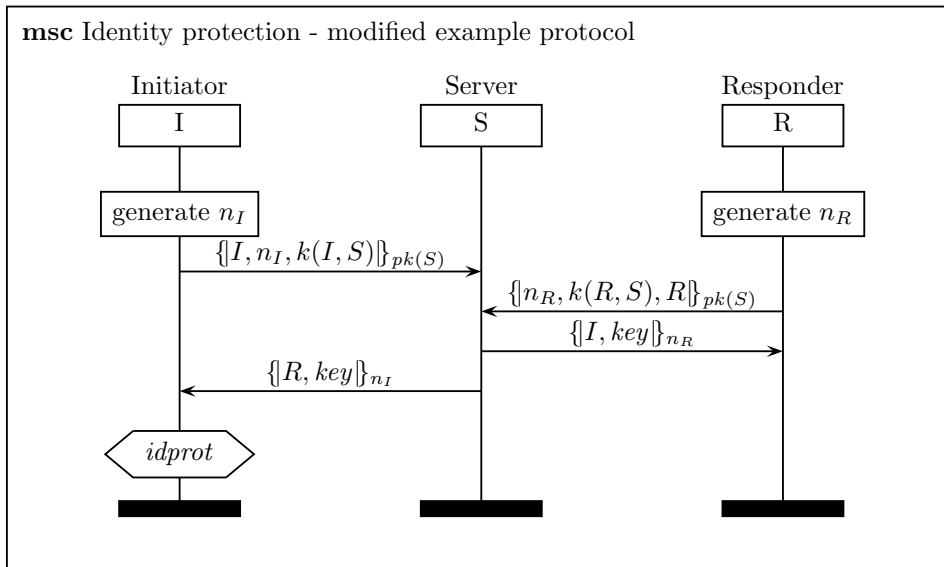 msc Identity protection - modified example protocol
Initiator Server Responder
I S R
generate n_I generate n_R
{|I, n_I, k(I, S)|}_pk(S)
{|n_R, k(R, S), R|}_pk(S)
{|I, key|}_n_R
{|R, key|}_n_I
idprot